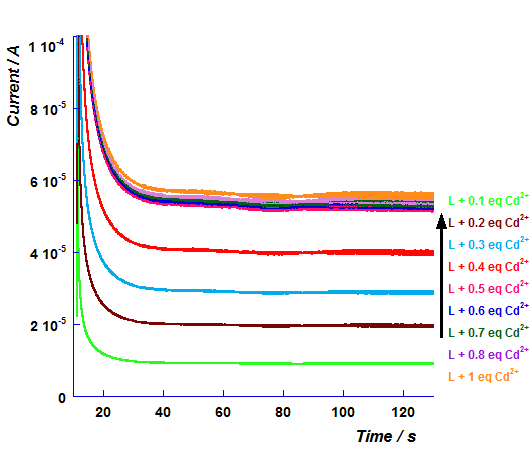 Current / A
1 10⁻⁴
8 10⁻⁵
6 10⁻⁵
4 10⁻⁵
2 10⁻⁵
0
20 40 60 80 100 120
Time / s
L + 0.1 eq Cd²⁺
L + 0.2 eq Cd²⁺
L + 0.3 eq Cd²⁺
L + 0.4 eq Cd²⁺
L + 0.5 eq Cd²⁺
L + 0.6 eq Cd²⁺
L + 0.7 eq Cd²⁺
L + 0.8 eq Cd²⁺
L + 1 eq Cd²⁺